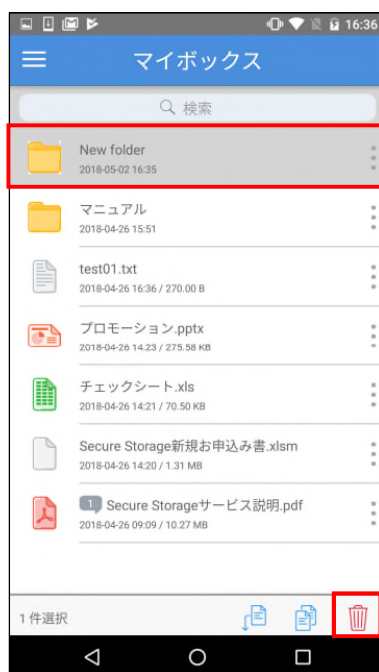 16:36
マイボックス
検索
New folder
2018-05-02 16:35
マニュアル
2018-04-26 15:51
test01.txt
2018-04-26 16:36 / 270.00 B
プロモーション.pptx
2018-04-26 14:23 / 275.58 KB
チェックシート.xls
2018-04-26 14:21 / 70.50 KB
Secure Storage新規お申込み書.xlsm
2018-04-26 14:20 / 1.31 MB
1 Secure Storageサービス説明.pdf
2018-04-26 09:09 / 10.27 MB
1 件選択